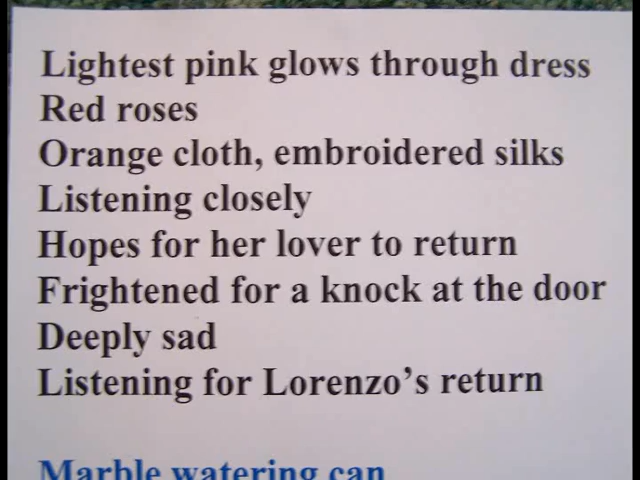 Lightest pink glows through dress
Red roses
Orange cloth, embroidered silks
Listening closely
Hopes for her lover to return
Frightened for a knock at the door
Deeply sad
Listening for Lorenzo’s return
Marble watering can